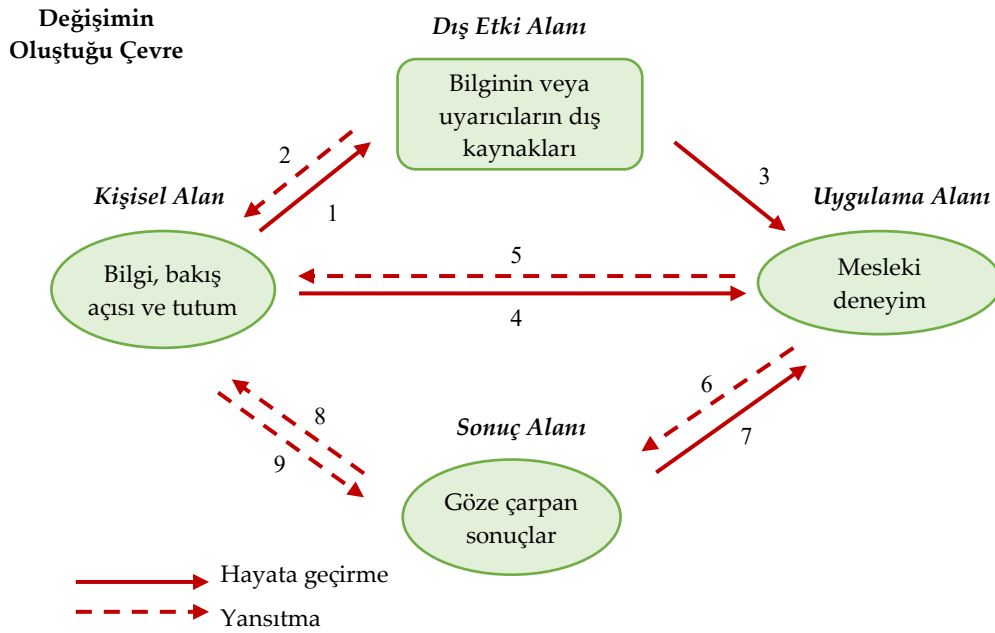 Değişimin
Oluştuğu Çevre
Dış Etki Alanı
Bilginin veya
uyarıcıların dış
kaynakları
2
1
3
Kişisel Alan
Uygulama Alanı
Bilgi, bakış
açısı ve tutum
5
4
Mesleki
deneyim
8
9
6
7
Sonuç Alanı
Göze çarpan
sonuçlar
Hayata geçirme
Yansıtma